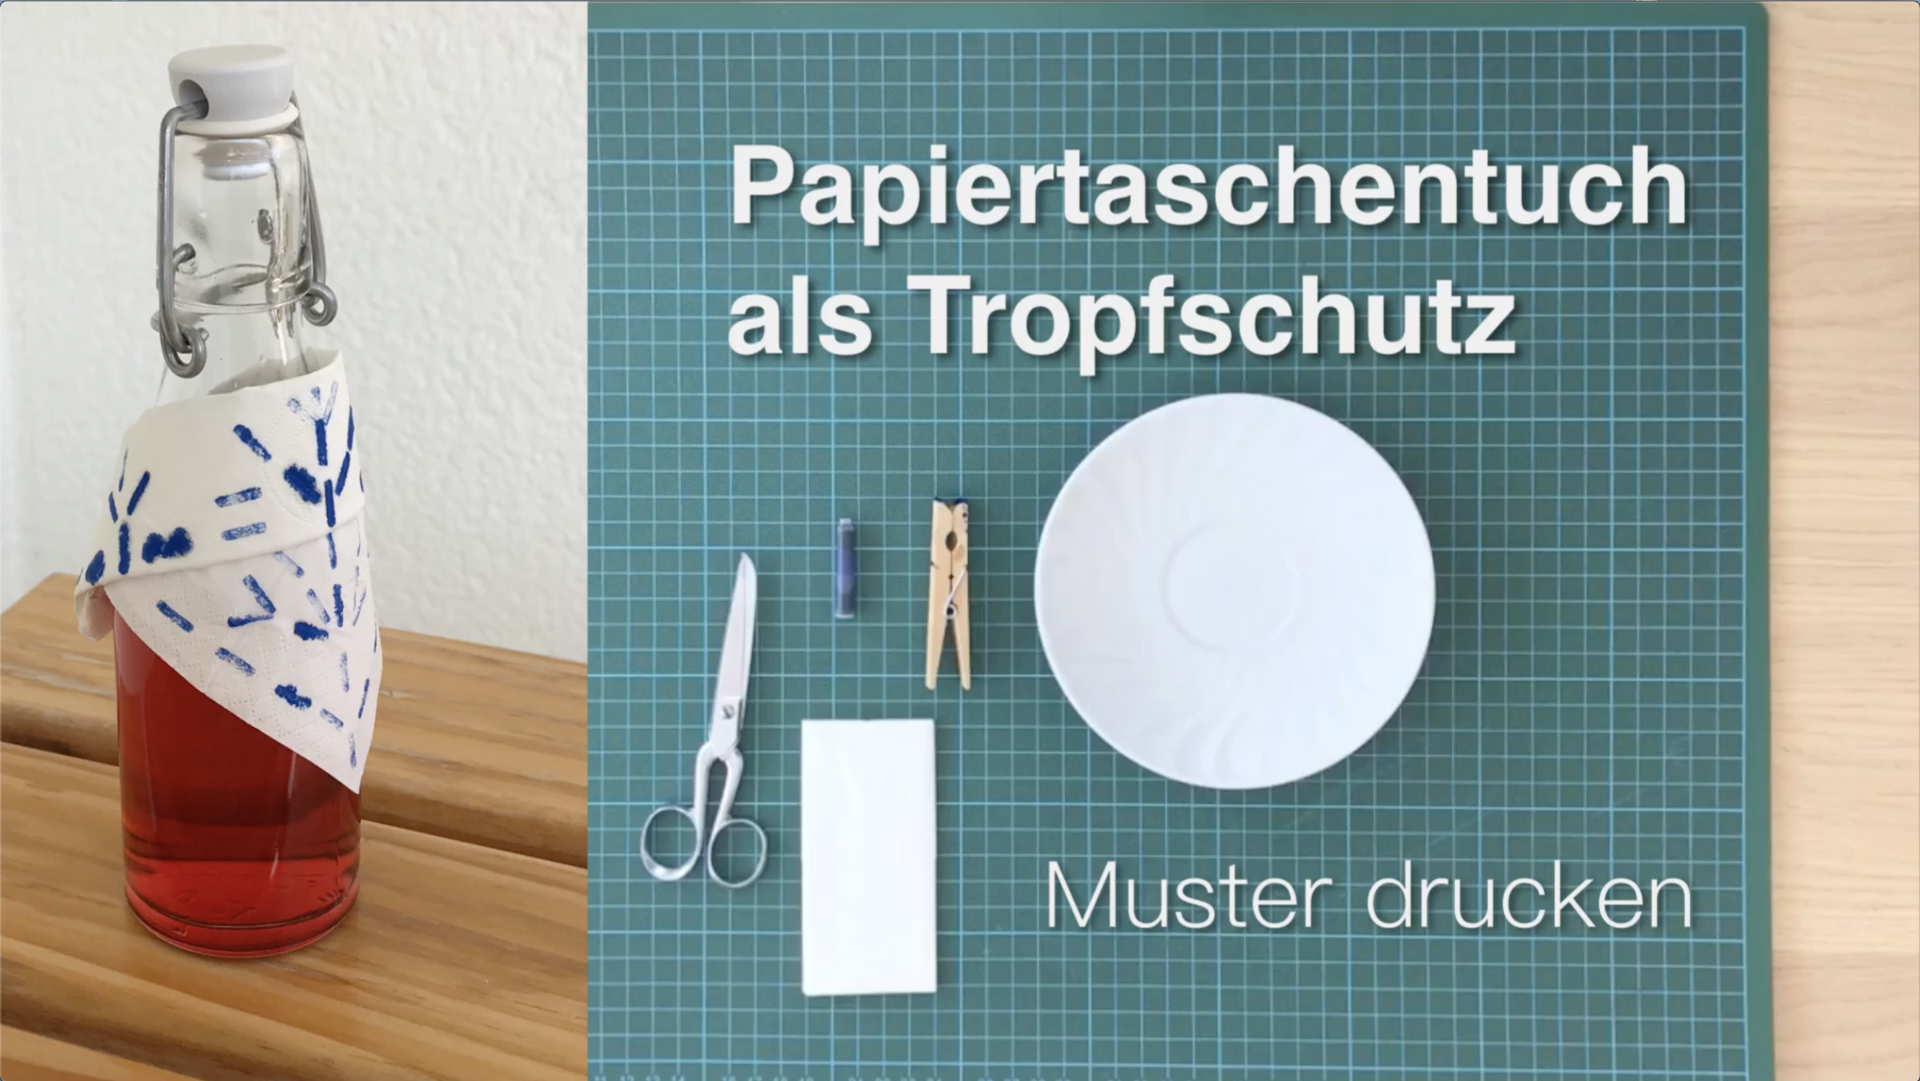 Papiertaschentuch
als Tropfschutz
Muster drucken